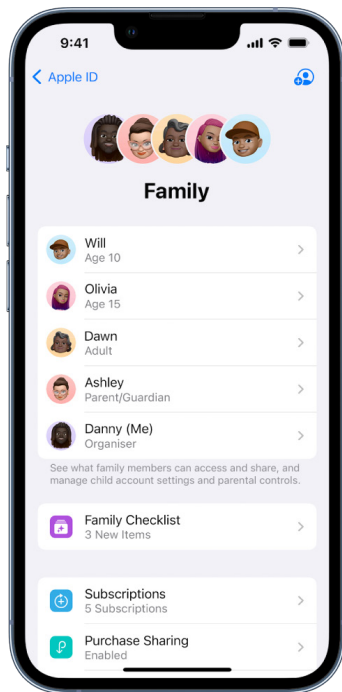 9:41
Apple ID
Family
Will
Age 10
Olivia
Age 15
Dawn
Adult
Ashley
Parent/Guardian
Danny (Me)
Organiser
See what family members can access and share, and
manage child account settings and parental controls.
Family Checklist
3 New Items
Subscriptions
5 Subscriptions
Purchase Sharing
Enabled